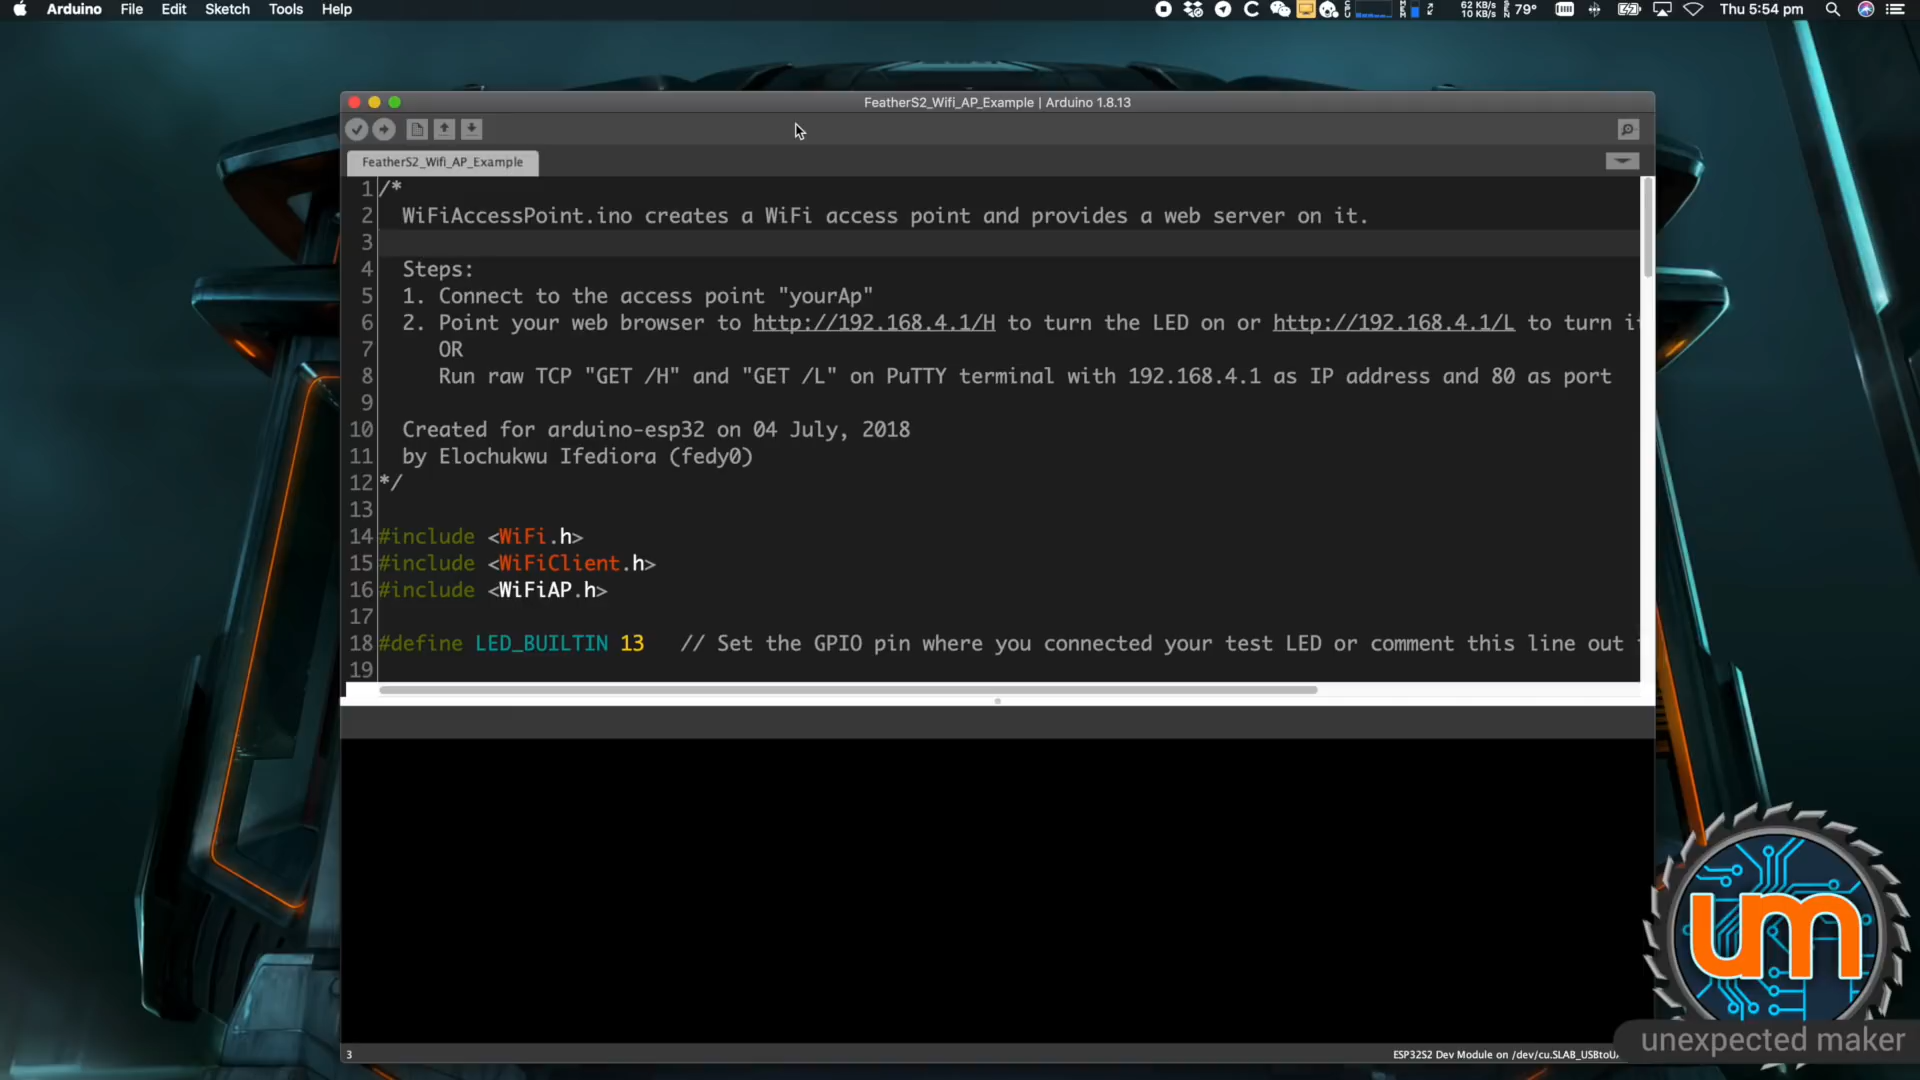 Arduino File Edit Sketch Tools Help
62 KB/s
10 KB/s
79°
Thu 5:54 pm
FeatherS2_Wifi_AP_Example | Arduino 1.8.13
FeatherS2_Wifi_AP_Example
1 /*
2 WiFiAccessPoint.ino creates a WiFi access point and provides a web server on it.
3
4 Steps:
5 1. Connect to the access point "yourAp"
6 2. Point your web browser to http://192.168.4.1/H to turn the LED on or http://192.168.4.1/L to turn i
7 OR
8 Run raw TCP "GET /H" and "GET /L" on PuTTY terminal with 192.168.4.1 as IP address and 80 as port
9
10 Created for arduino-esp32 on 04 July, 2018
11 by Elochukwu Ifediora (fedy0)
12 */
13
14 #include <WiFi.h>
15 #include <WiFiClient.h>
16 #include <WiFiAP.h>
17
18 #define LED_BUILTIN 13 // Set the GPIO pin where you connected your test LED or comment this line out
19
3
ESP32S2 Dev Module on /dev/cu.SLAB_USBtoU
um
unexpected maker